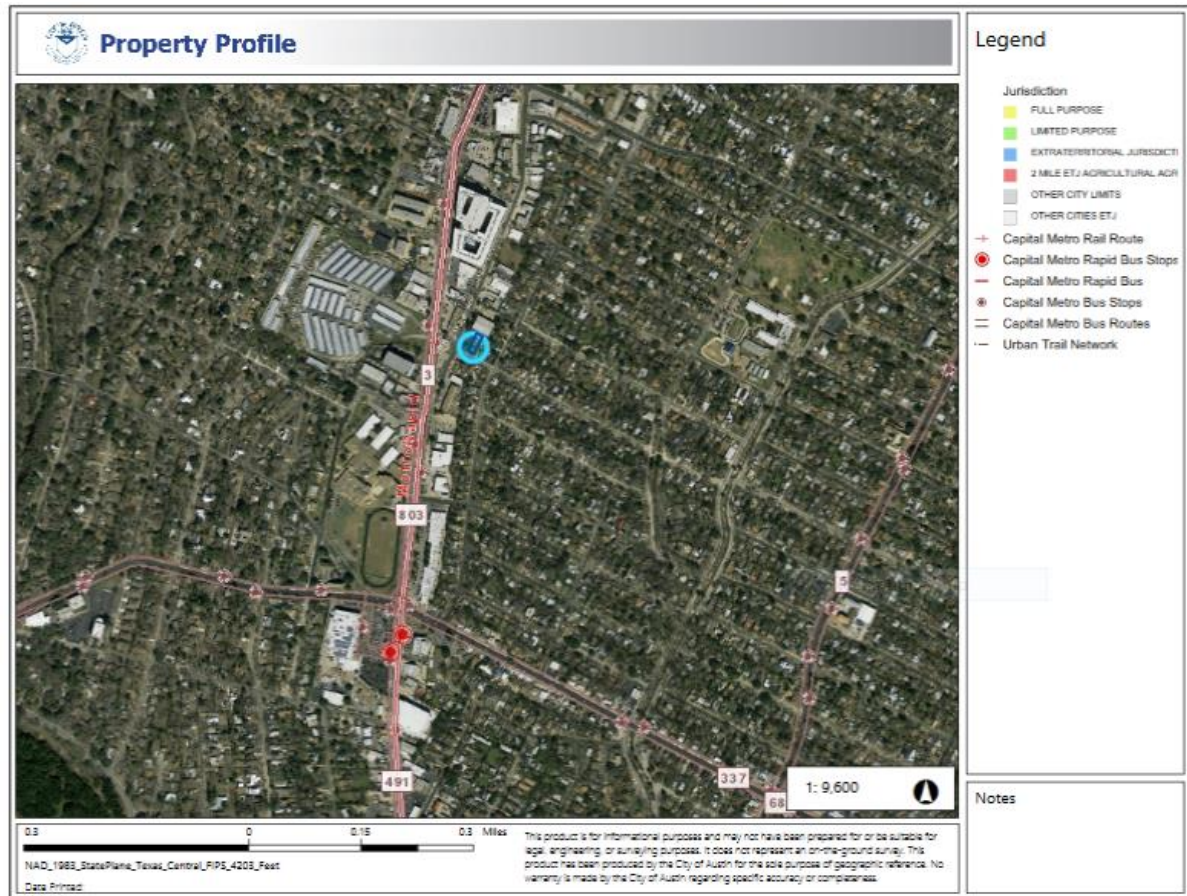 Property Profile
3
803
491
5
337
68
1: 9,600
0.3 0 0.15 0.3 Miles
NAD_1983_StatePlane_Texas_Central_FIPS_4203_Feet
Date Printed:
This product is for informational purposes and may not have been prepared for or be suitable for
legal, engineering, or surveying purposes. It does not represent an on-the-ground survey. This
product has been produced by the City of Austin for the sole purpose of geographic reference. No
warranty is made by the City of Austin regarding specific accuracy or completeness.
Legend
Jurisdiction
FULL PURPOSE
LIMITED PURPOSE
EXTRATERRITORIAL JURISDICTI
2 MILE ETJ AGRICULTURAL AGR
OTHER CITY LIMITS
OTHER CITIES ETJ
Capital Metro Rail Route
Capital Metro Rapid Bus Stops
Capital Metro Rapid Bus
Capital Metro Bus Stops
Capital Metro Bus Routes
Urban Trail Network
Notes